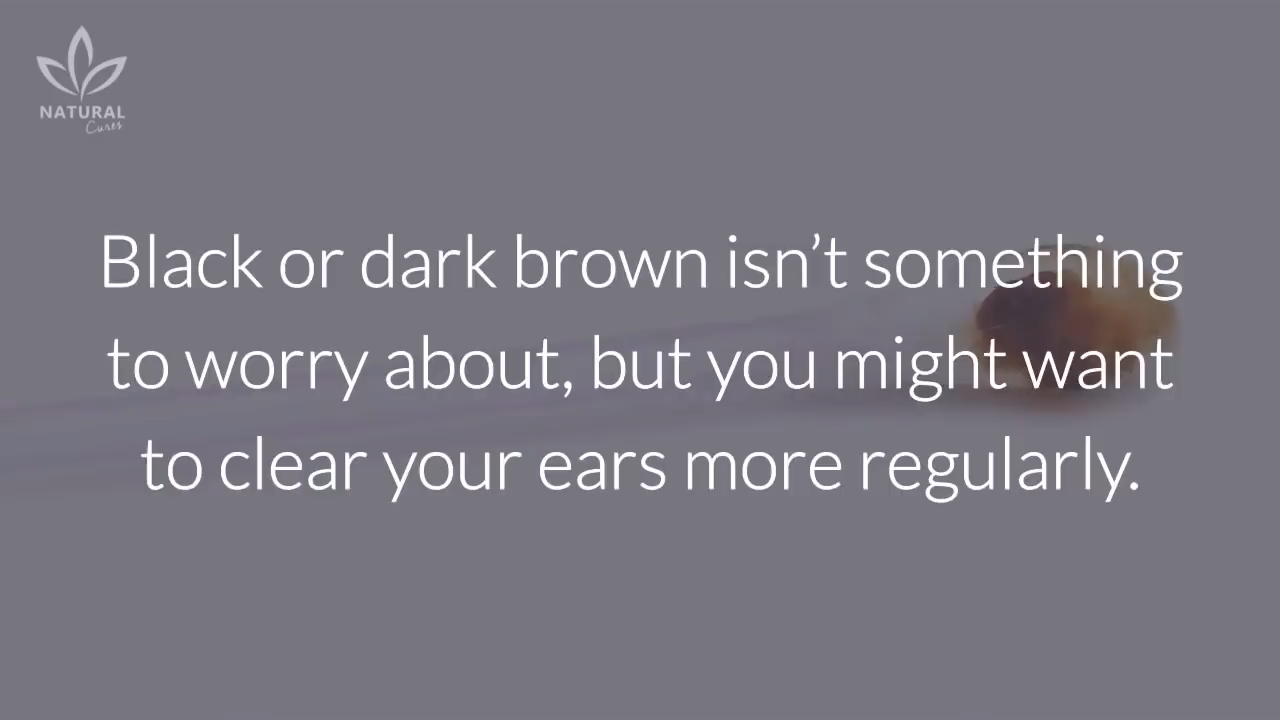 NATURAL
Cures
Black or dark brown isn’t something
to worry about, but you might want
to clear your ears more regularly.